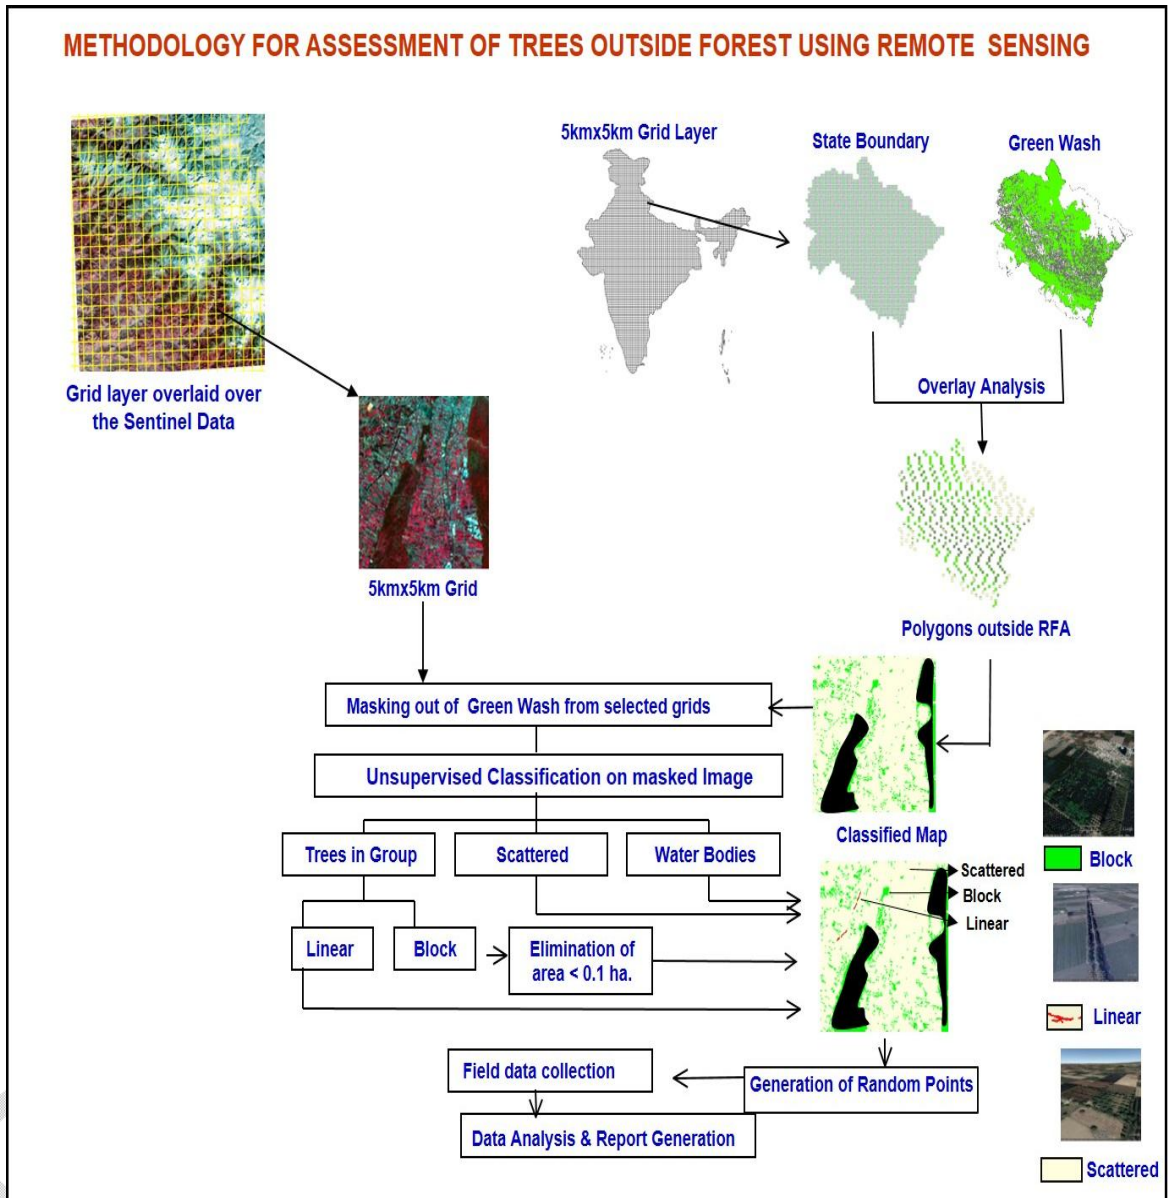 METHODOLOGY FOR ASSESSMENT OF TREES OUTSIDE FOREST USING REMOTE SENSING
5kmx5km Grid Layer
State Boundary
Green Wash
Grid layer overlaid over
the Sentinel Data
Overlay Analysis
5kmx5km Grid
Polygons outside RFA
Masking out of Green Wash from selected grids
Unsupervised Classification on masked Image
Classified Map
Trees in Group
Scattered
Water Bodies
Scattered
Block
Linear
Block
Linear
Block
Elimination of
area < 0.1 ha.
Linear
Field data collection
Generation of Random Points
Data Analysis & Report Generation
Scattered